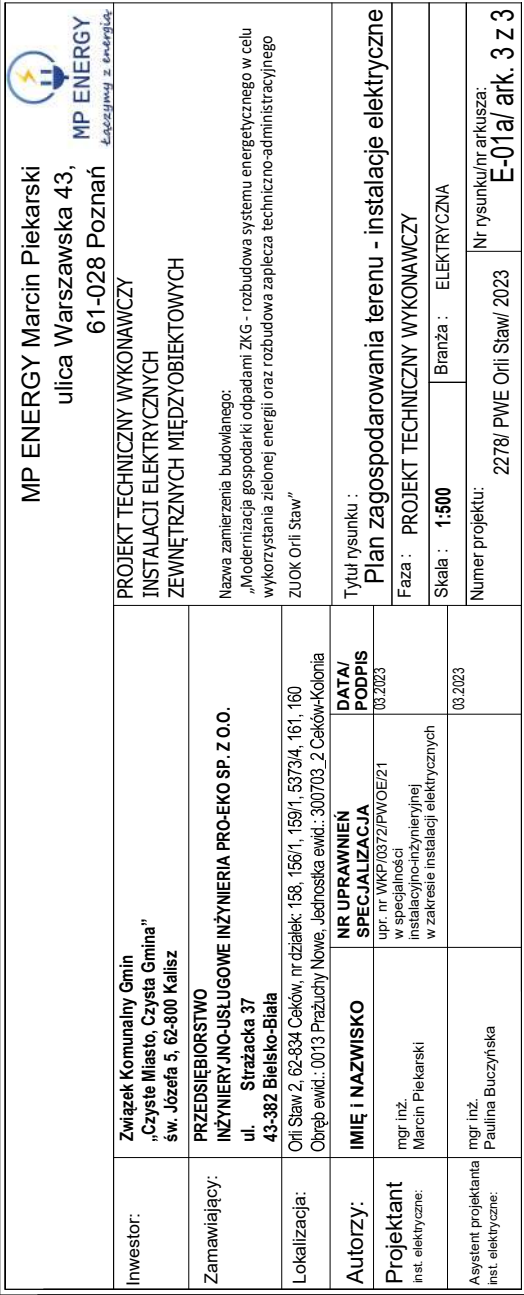 MP ENERGY Marcin Piekarski
ulica Warszawska 43,
61-028 Poznań
MP ENERGY
Łączymy z energią
Inwestor:
Związek Komunalny Gmin
„Czyste Miasto, Czysta Gmina”
św. Józefa 5, 62-800 Kalisz
PROJEKT TECHNICZNY WYKONAWCZY
INSTALACJI ELEKTRYCZNYCH
ZEWNĘTRZNYCH MIĘDZYOBIEKTOWYCH
Zamawiający:
PRZEDSIĘBIORSTWO
INŻYNIERYJNO-USŁUGOWE INŻYNIERIA PRO-EKO SP. Z O.O.
ul. Strażacka 37
43-382 Bielsko-Biała
Nazwa zamierzenia budowlanego:
„Modernizacja gospodarki odpadami ZKG - rozbudowa systemu energetycznego w celu
wykorzystania zielonej energii oraz rozbudowa zaplecza techniczno-administracyjnego
ZUOK Orli Staw”
Lokalizacja:
Orli Staw 2, 62-834 Ceków, nr działek: 158, 156/1, 159/1, 5373/4, 161, 160
Obręb ewid.: 0013 Prażuchy Nowe, Jednostka ewid.: 300703_2 Ceków-Kolonia
Autorzy:
IMIĘ i NAZWISKO
NR UPRAWNIEŃ
SPECJALIZACJA
DATA/
PODPIS
Projektant
inst. elektryczne:
mgr inż.
Marcin Piekarski
upr. nr WKP/0372/PWOE/21
w specjalności
instalacyjno-inżynieryjnej
w zakresie instalacji elektrycznych
03.2023
Asystent projektanta
inst. elektryczne:
mgr inż.
Paulina Buczyńska
03.2023
Tytuł rysunku :
Plan zagospodarowania terenu - instalacje elektryczne
Faza : PROJEKT TECHNICZNY WYKONAWCZY
Skala : 1:500
Branża : ELEKTRYCZNA
Numer projektu:
2278/ PWE Orli Staw/ 2023
Nr rysunku/nr arkusza:
E-01a/ ark. 3 z 3